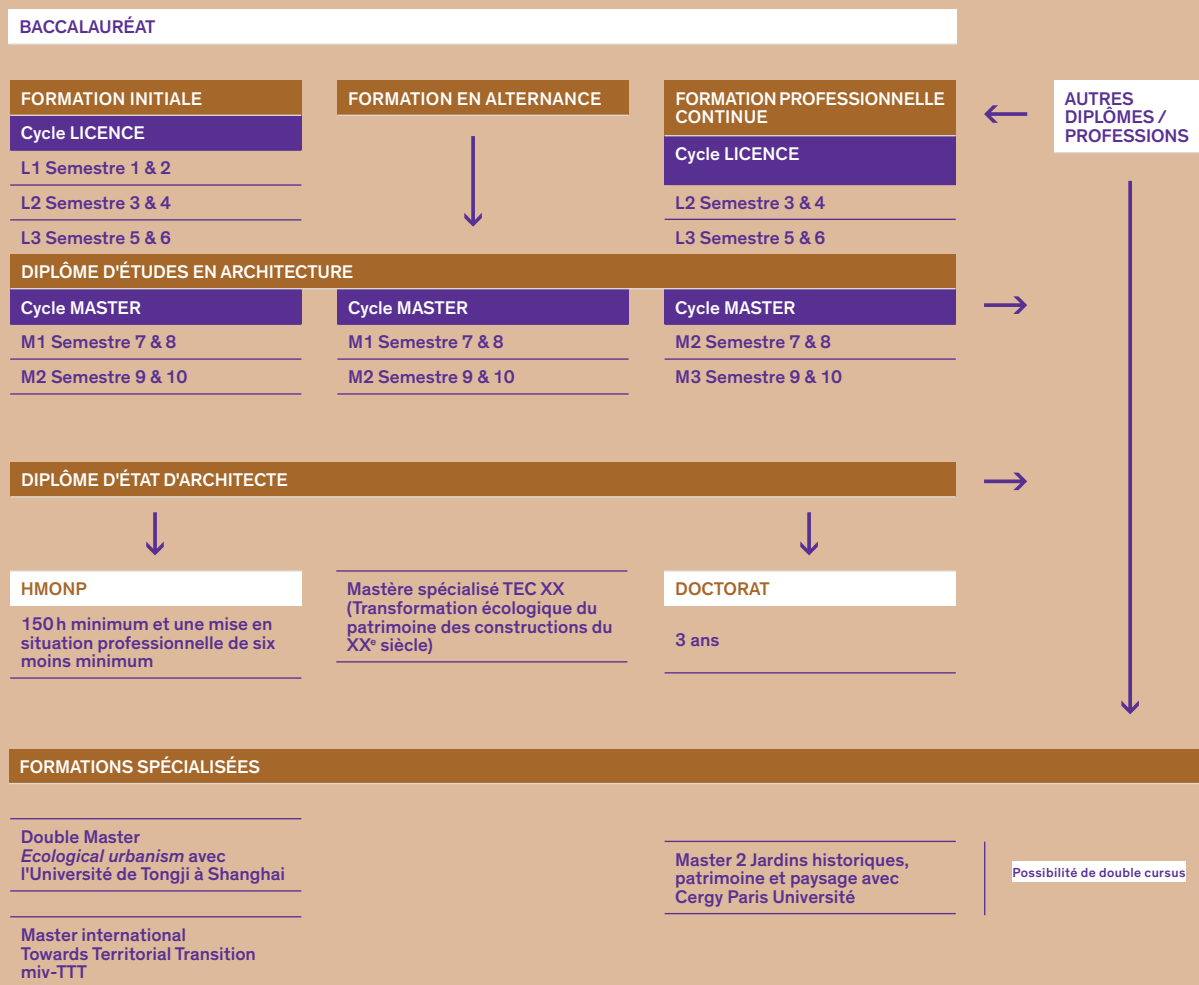 BACCALAURÉAT
FORMATION INITIALE
Cycle LICENCE
L1 Semestre 1 & 2
L2 Semestre 3 & 4
L3 Semestre 5 & 6
FORMATION EN ALTERNANCE
FORMATION PROFESSIONNELLE
CONTINUE
Cycle LICENCE
L2 Semestre 3 & 4
L3 Semestre 5 & 6
AUTRES
DIPLÔMES /
PROFESSIONS
DIPLÔME D'ÉTUDES EN ARCHITECTURE
Cycle MASTER
M1 Semestre 7 & 8
M2 Semestre 9 & 10
Cycle MASTER
M1 Semestre 7 & 8
M2 Semestre 9 & 10
Cycle MASTER
M2 Semestre 7 & 8
M3 Semestre 9 & 10
DIPLÔME D'ÉTAT D'ARCHITECTE
HMONP
150 h minimum et une mise en
situation professionnelle de six
moins minimum
Mastère spécialisé TEC XX
(Transformation écologique du
patrimoine des constructions du
XXe siècle)
DOCTORAT
3 ans
FORMATIONS SPÉCIALISÉES
Double Master
Ecological urbanism avec
l'Université de Tongji à Shanghai
Master international
Towards Territorial Transition
miv-TTT
Master 2 Jardins historiques,
patrimoine et paysage avec
Cergy Paris Université
Possibilité de double cursus